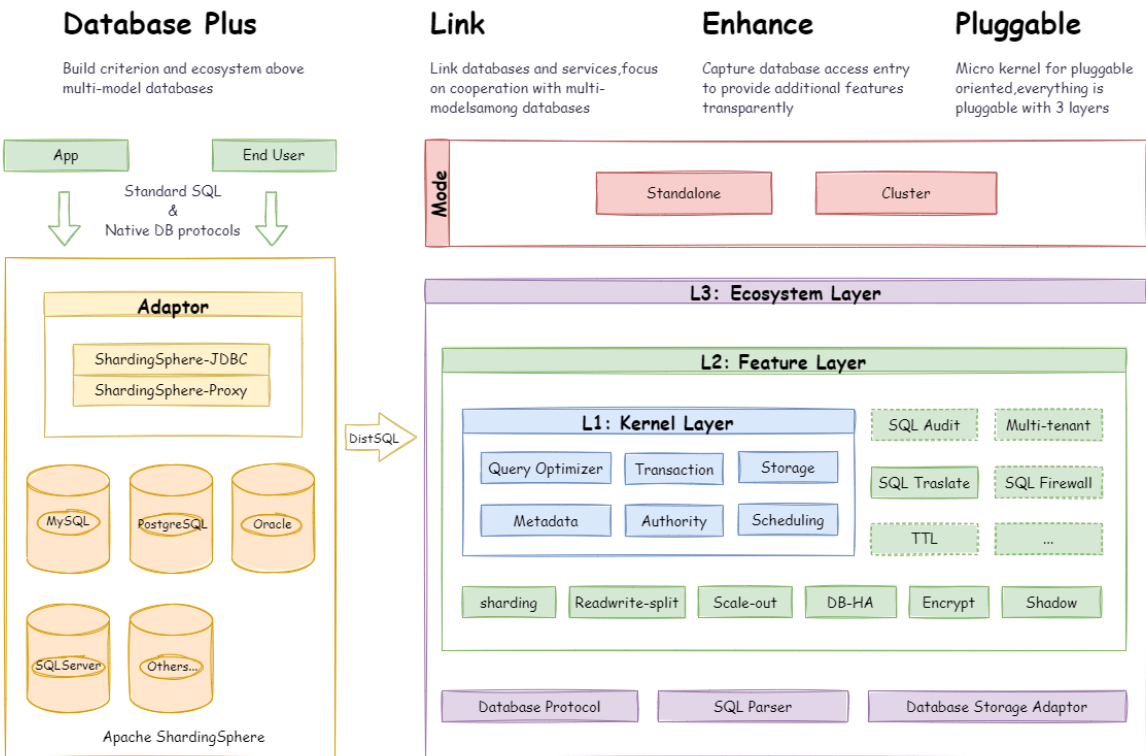 Database Plus
Build criterion and ecosystem above
multi-model databases
Link
Link databases and services,focus
on cooperation with multi-
modelsamong databases
Enhance
Capture database access entry
to provide additional features
transparently
Pluggable
Micro kernel for pluggable
oriented,everything is
pluggable with 3 layers
App
End User
Standard SQL
&
Native DB protocols
Adaptor
ShardingSphere-JDBC
ShardingSphere-Proxy
MySQL
PostgreSQL
Oracle
SQLServer
Others...
Apache ShardingSphere
DistSQL
Mode
Standalone
Cluster
L3: Ecosystem Layer
L2: Feature Layer
L1: Kernel Layer
Query Optimizer
Transaction
Storage
Metadata
Authority
Scheduling
SQL Audit
Multi-tenant
SQL Traslate
SQL Firewall
TTL
...
sharding
Readwrite-split
Scale-out
DB-HA
Encrypt
Shadow
Database Protocol
SQL Parser
Database Storage Adaptor